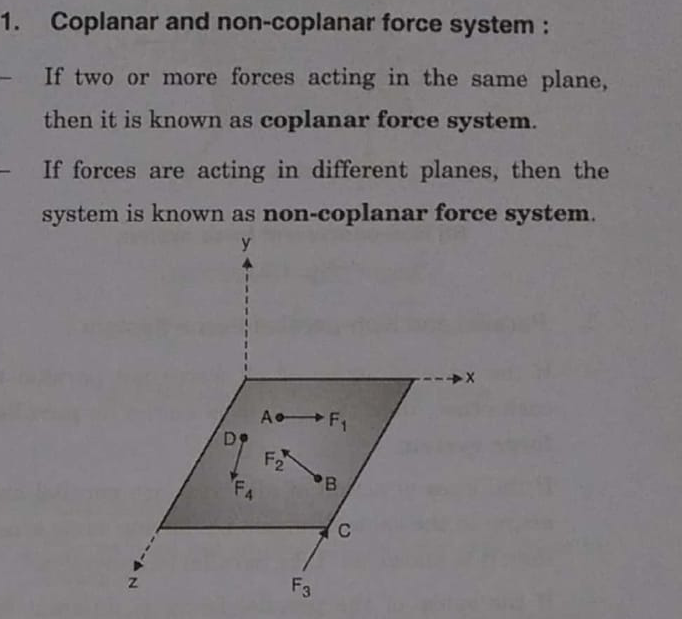 1. Coplanar and non-coplanar force system :
– If two or more forces acting in the same plane,
then it is known as coplanar force system.
– If forces are acting in different planes, then the
system is known as non-coplanar force system.
y
x
A F₁
D
F₂
F₄ B
C
z
F₃